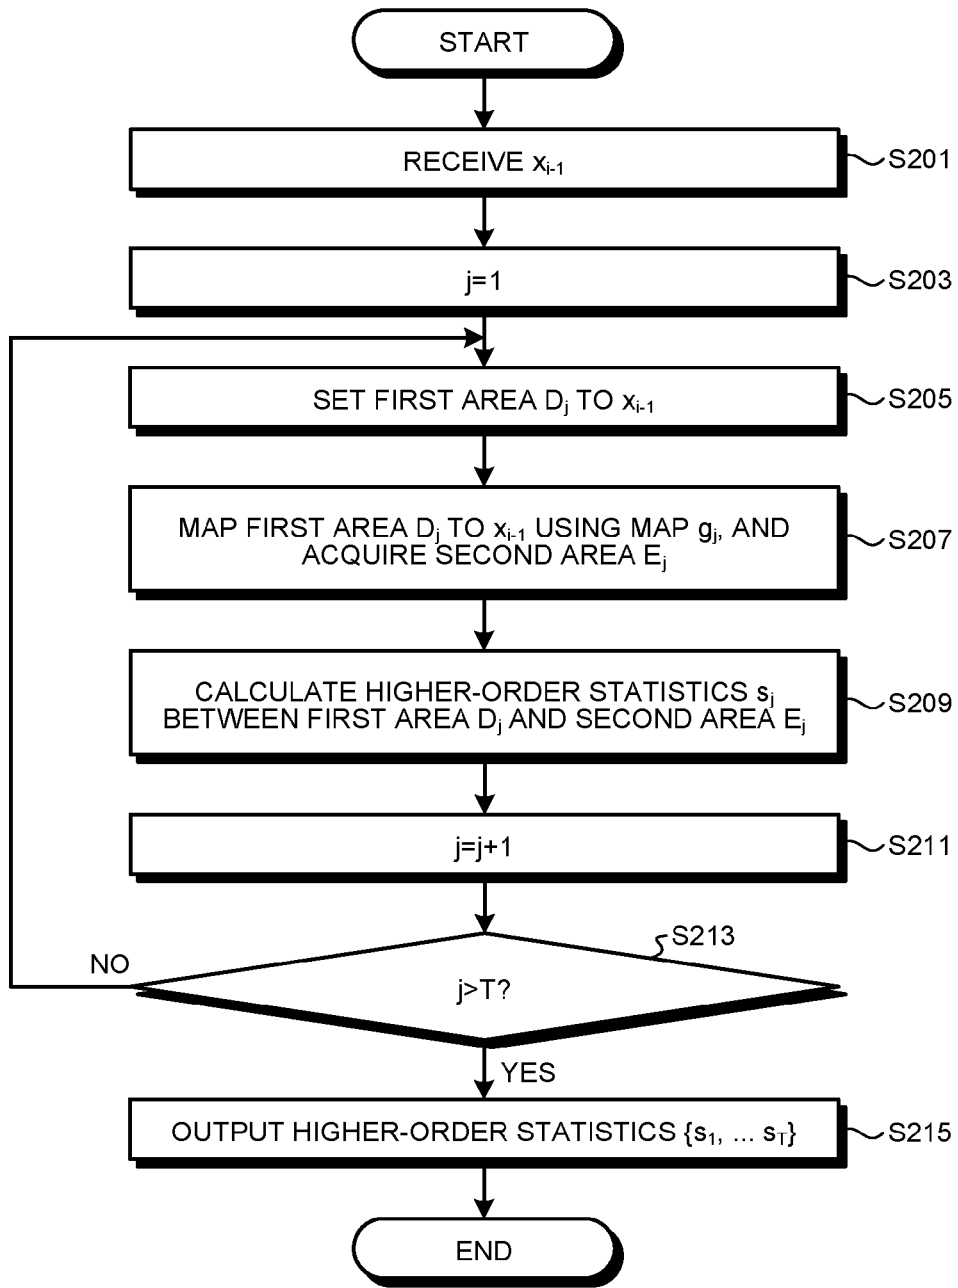 START
RECEIVE xᵢ₋₁
S201
j=1
S203
SET FIRST AREA Dⱼ TO xᵢ₋₁
S205
MAP FIRST AREA Dⱼ TO xᵢ₋₁ USING MAP gⱼ, AND
ACQUIRE SECOND AREA Eⱼ
S207
CALCULATE HIGHER-ORDER STATISTICS sⱼ
BETWEEN FIRST AREA Dⱼ AND SECOND AREA Eⱼ
S209
j=j+1
S211
S213
NO
j>T?
YES
OUTPUT HIGHER-ORDER STATISTICS {s₁, ... s_T}
S215
END